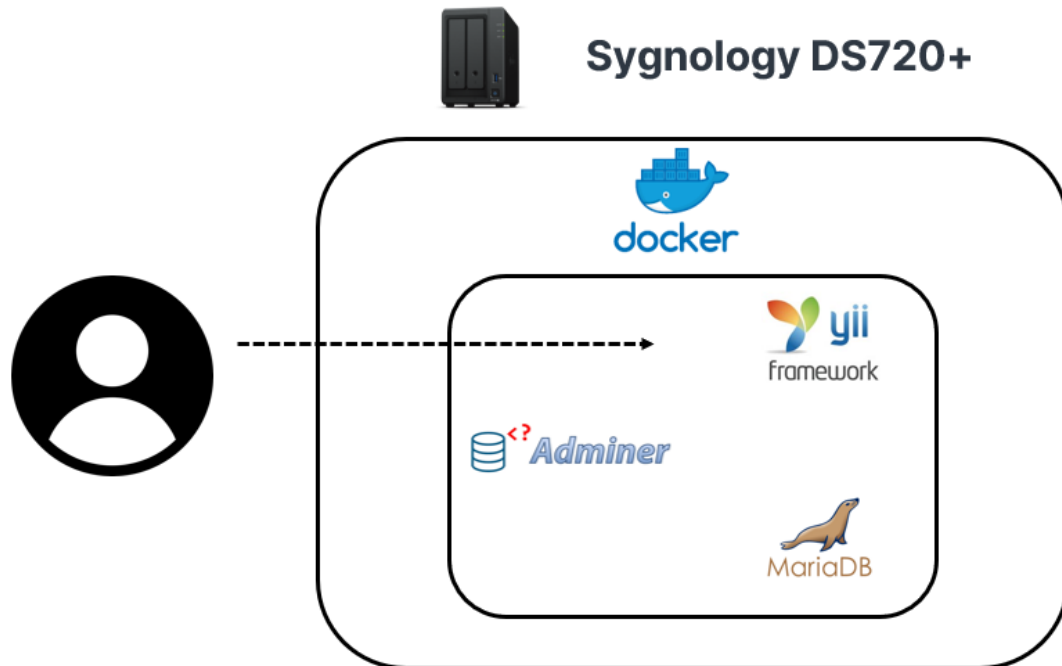 Sygnology DS720+
docker
yii
framework
<? Adminer
MariaDB